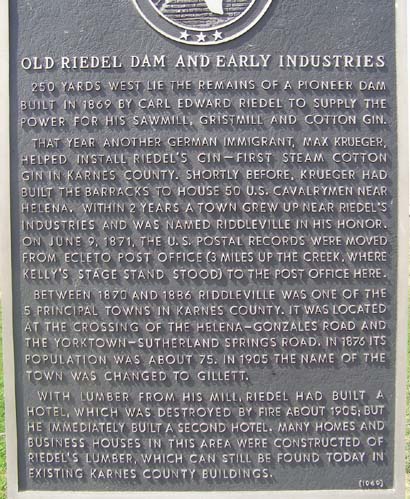 OLD RIEDEL DAM AND EARLY INDUSTRIES
250 YARDS WEST LIE THE REMAINS OF A PIONEER DAM
BUILT IN 1869 BY CARL EDWARD RIEDEL TO SUPPLY THE
POWER FOR HIS SAWMILL, GRISTMILL AND COTTON GIN.
THAT YEAR ANOTHER GERMAN IMMIGRANT, MAX KRUEGER,
HELPED INSTALL RIEDEL'S GIN—FIRST STEAM COTTON
GIN IN KARNES COUNTY. SHORTLY BEFORE, KRUEGER HAD
BUILT THE BARRACKS TO HOUSE 50 U.S. CAVALRYMEN NEAR
HELENA. WITHIN 2 YEARS A TOWN GREW UP NEAR RIEDEL'S
INDUSTRIES AND WAS NAMED RIDDLEVILLE IN HIS HONOR.
ON JUNE 9, 1871, THE U.S. POSTAL RECORDS WERE MOVED
FROM ECLETO POST OFFICE (3 MILES UP THE CREEK, WHERE
KELLY'S STAGE STAND STOOD) TO THE POST OFFICE HERE.
BETWEEN 1870 AND 1886 RIDDLEVILLE WAS ONE OF THE
5 PRINCIPAL TOWNS IN KARNES COUNTY. IT WAS LOCATED
AT THE CROSSING OF THE HELENA-GONZALES ROAD AND
THE YORKTOWN-SUTHERLAND SPRINGS ROAD. IN 1876 ITS
POPULATION WAS ABOUT 75. IN 1905 THE NAME OF THE
TOWN WAS CHANGED TO GILLETT.
WITH LUMBER FROM HIS MILL, RIEDEL HAD BUILT A
HOTEL, WHICH WAS DESTROYED BY FIRE ABOUT 1905; BUT
HE IMMEDIATELY BUILT A SECOND HOTEL. MANY HOMES AND
BUSINESS HOUSES IN THIS AREA WERE CONSTRUCTED OF
RIEDEL'S LUMBER, WHICH CAN STILL BE FOUND TODAY IN
EXISTING KARNES COUNTY BUILDINGS.
(1969)